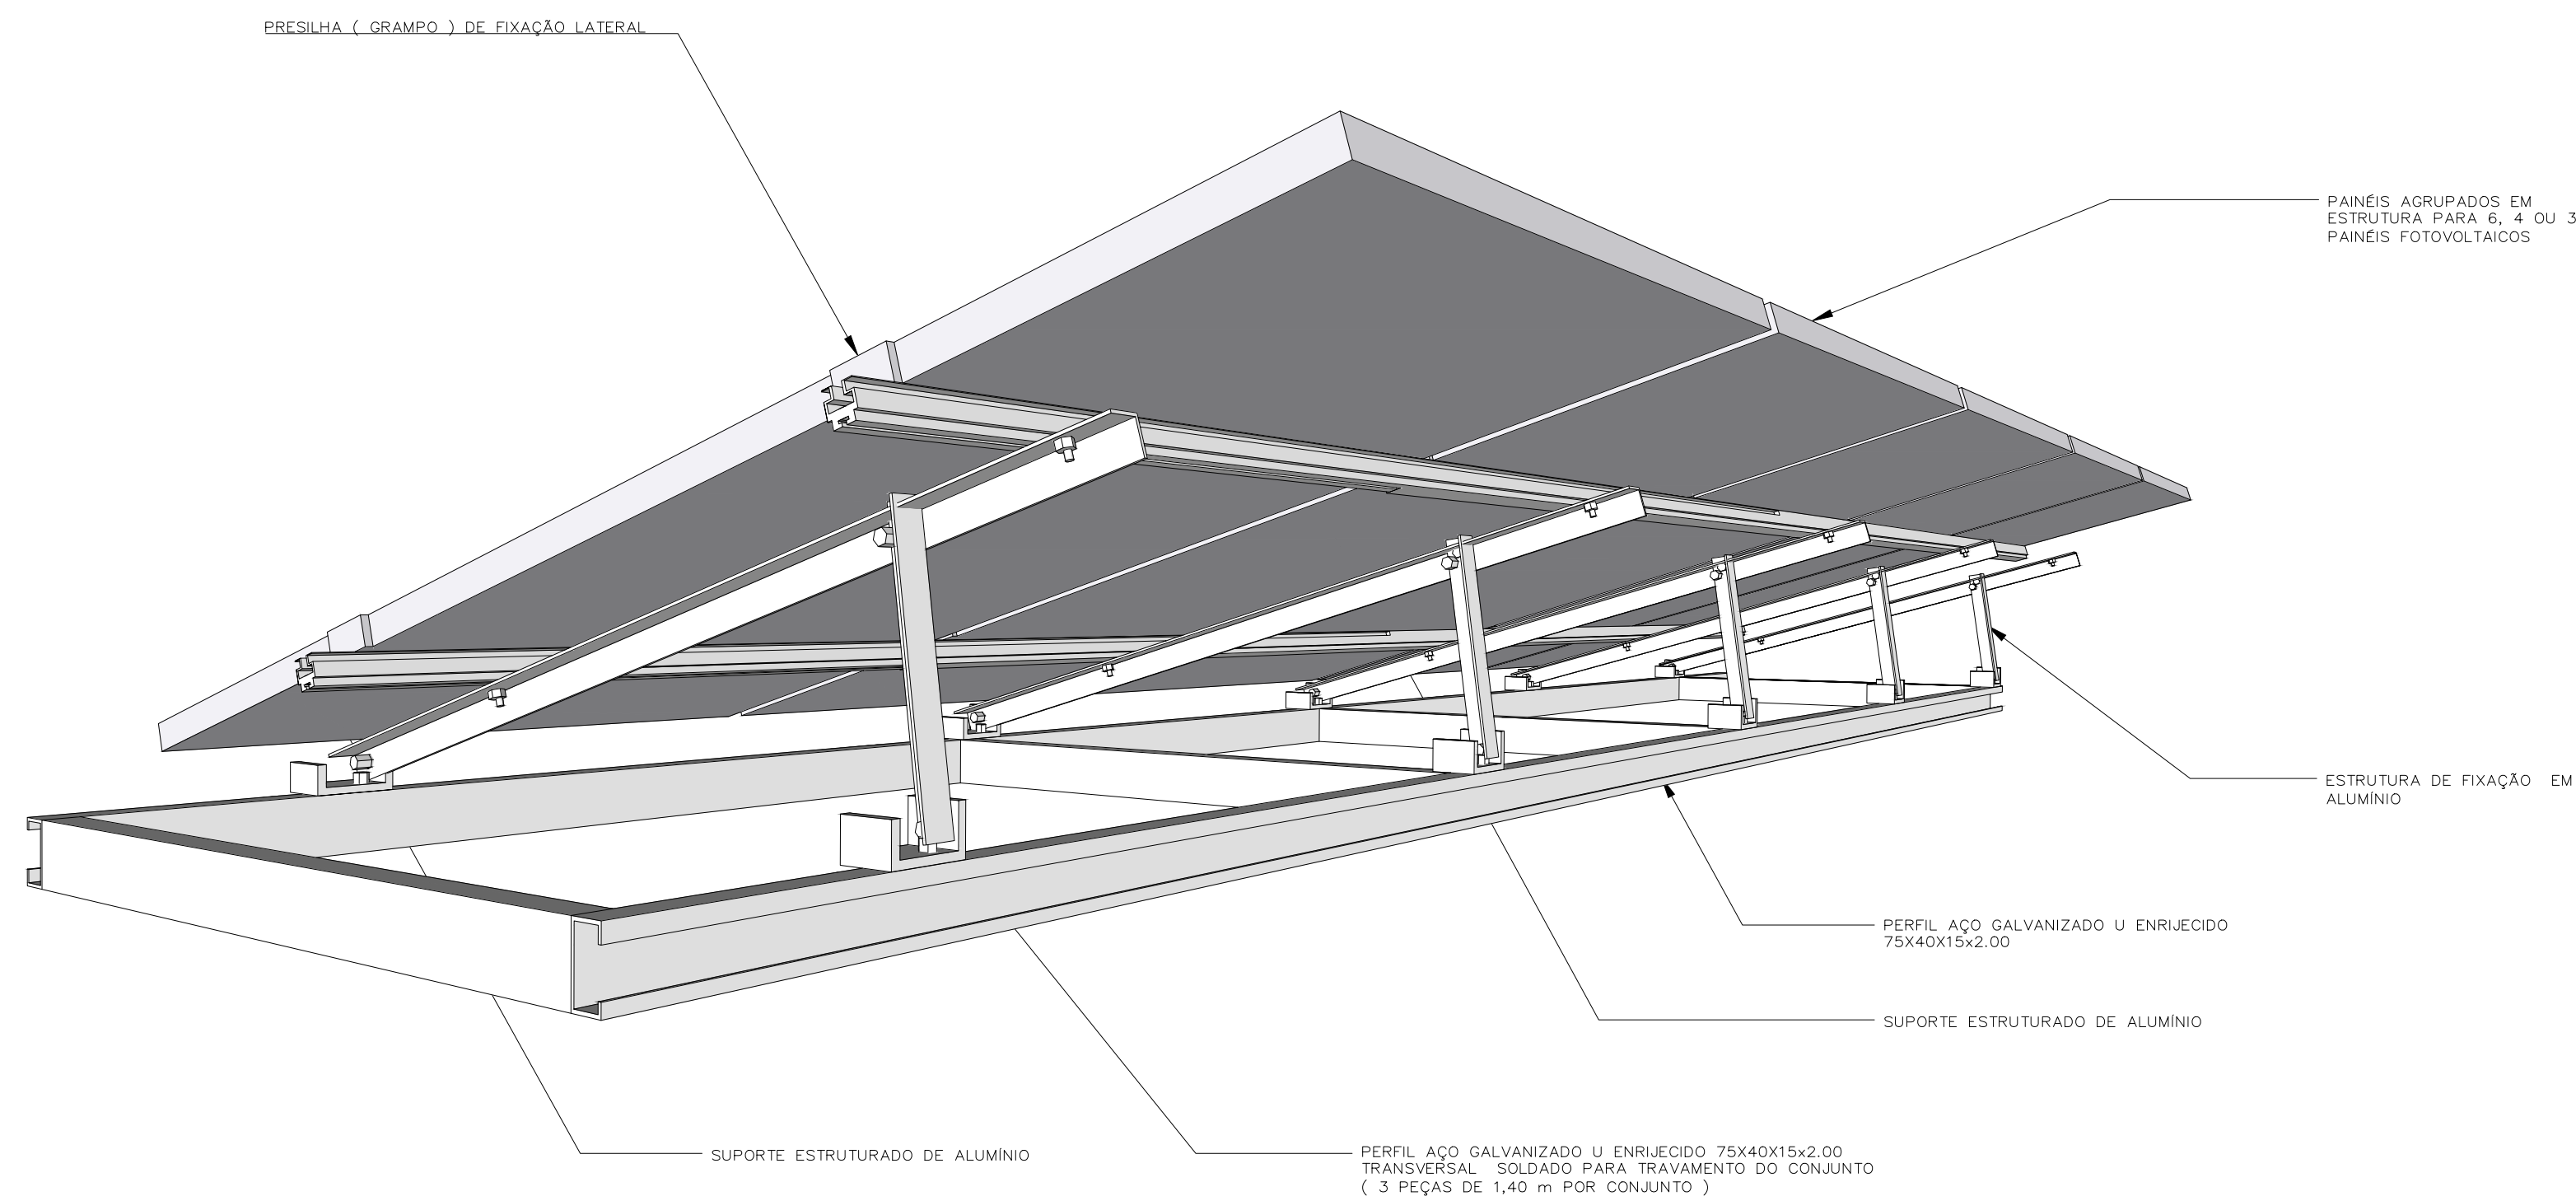 PRESILHA ( GRAMPO ) DE FIXAÇÃO LATERAL
PAINÉIS AGRUPADOS EM
ESTRUTURA PARA 6, 4 OU 3
PAINÉIS FOTOVOLTAICOS
ESTRUTURA DE FIXAÇÃO EM
ALUMÍNIO
PERFIL AÇO GALVANIZADO U ENRIJECIDO
75X40X15x2.00
SUPORTE ESTRUTURADO DE ALUMÍNIO
SUPORTE ESTRUTURADO DE ALUMÍNIO
PERFIL AÇO GALVANIZADO U ENRIJECIDO 75X40X15x2.00
TRANSVERSAL SOLDADO PARA TRAVAMENTO DO CONJUNTO
( 3 PEÇAS DE 1,40 m POR CONJUNTO )